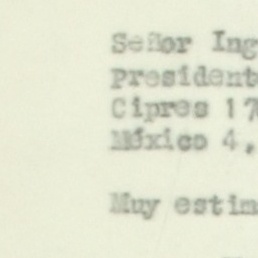 Señor Ing
President
Cipres 17
México 4.
Muy estim